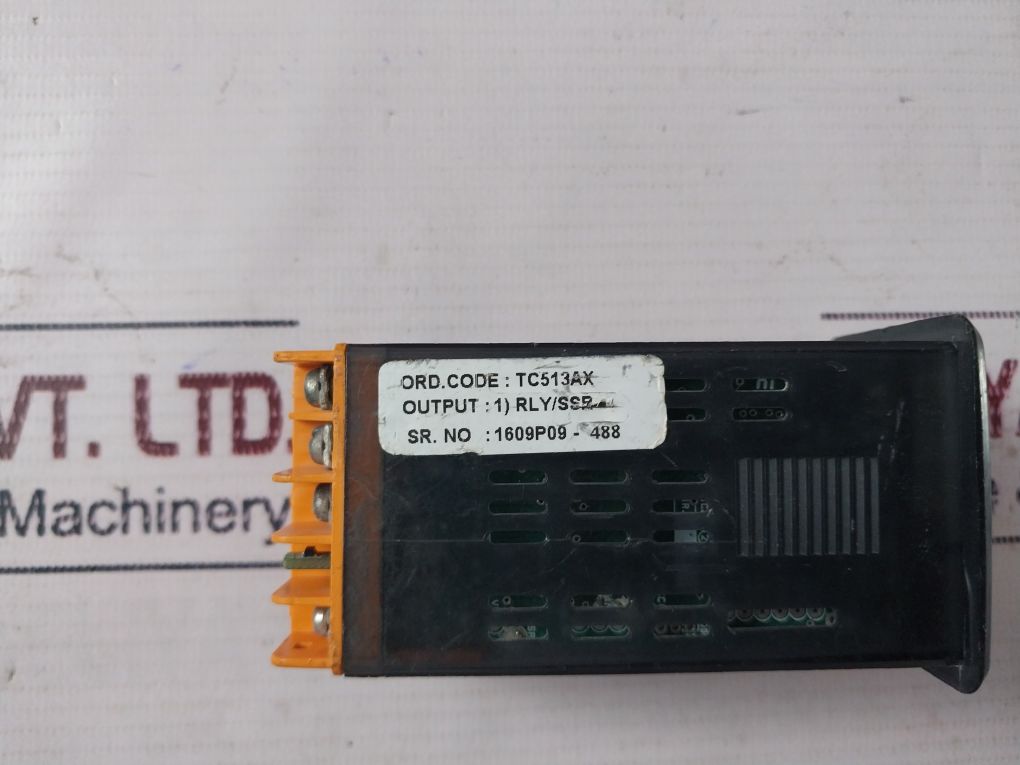 ORD.CODE : TC513AX
OUTPUT : 1) RLY/SSR
SR. NO : 1609P09 - 488
VT. LTD.
Machinery